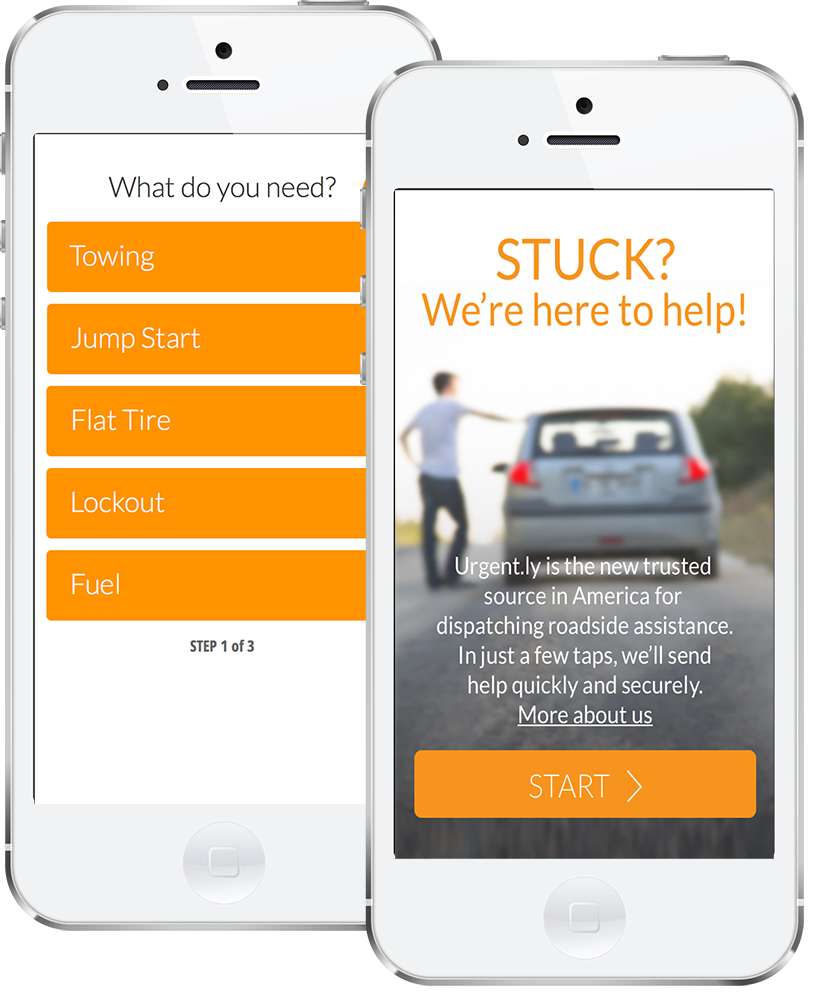 What do you need?
Towing
Jump Start
Flat Tire
Lockout
Fuel
STEP 1 of 3
STUCK?
We're here to help!
Urgent.ly is the new trusted
source in America for
dispatching roadside assistance.
In just a few taps, we'll send
help quickly and securely.
More about us
START